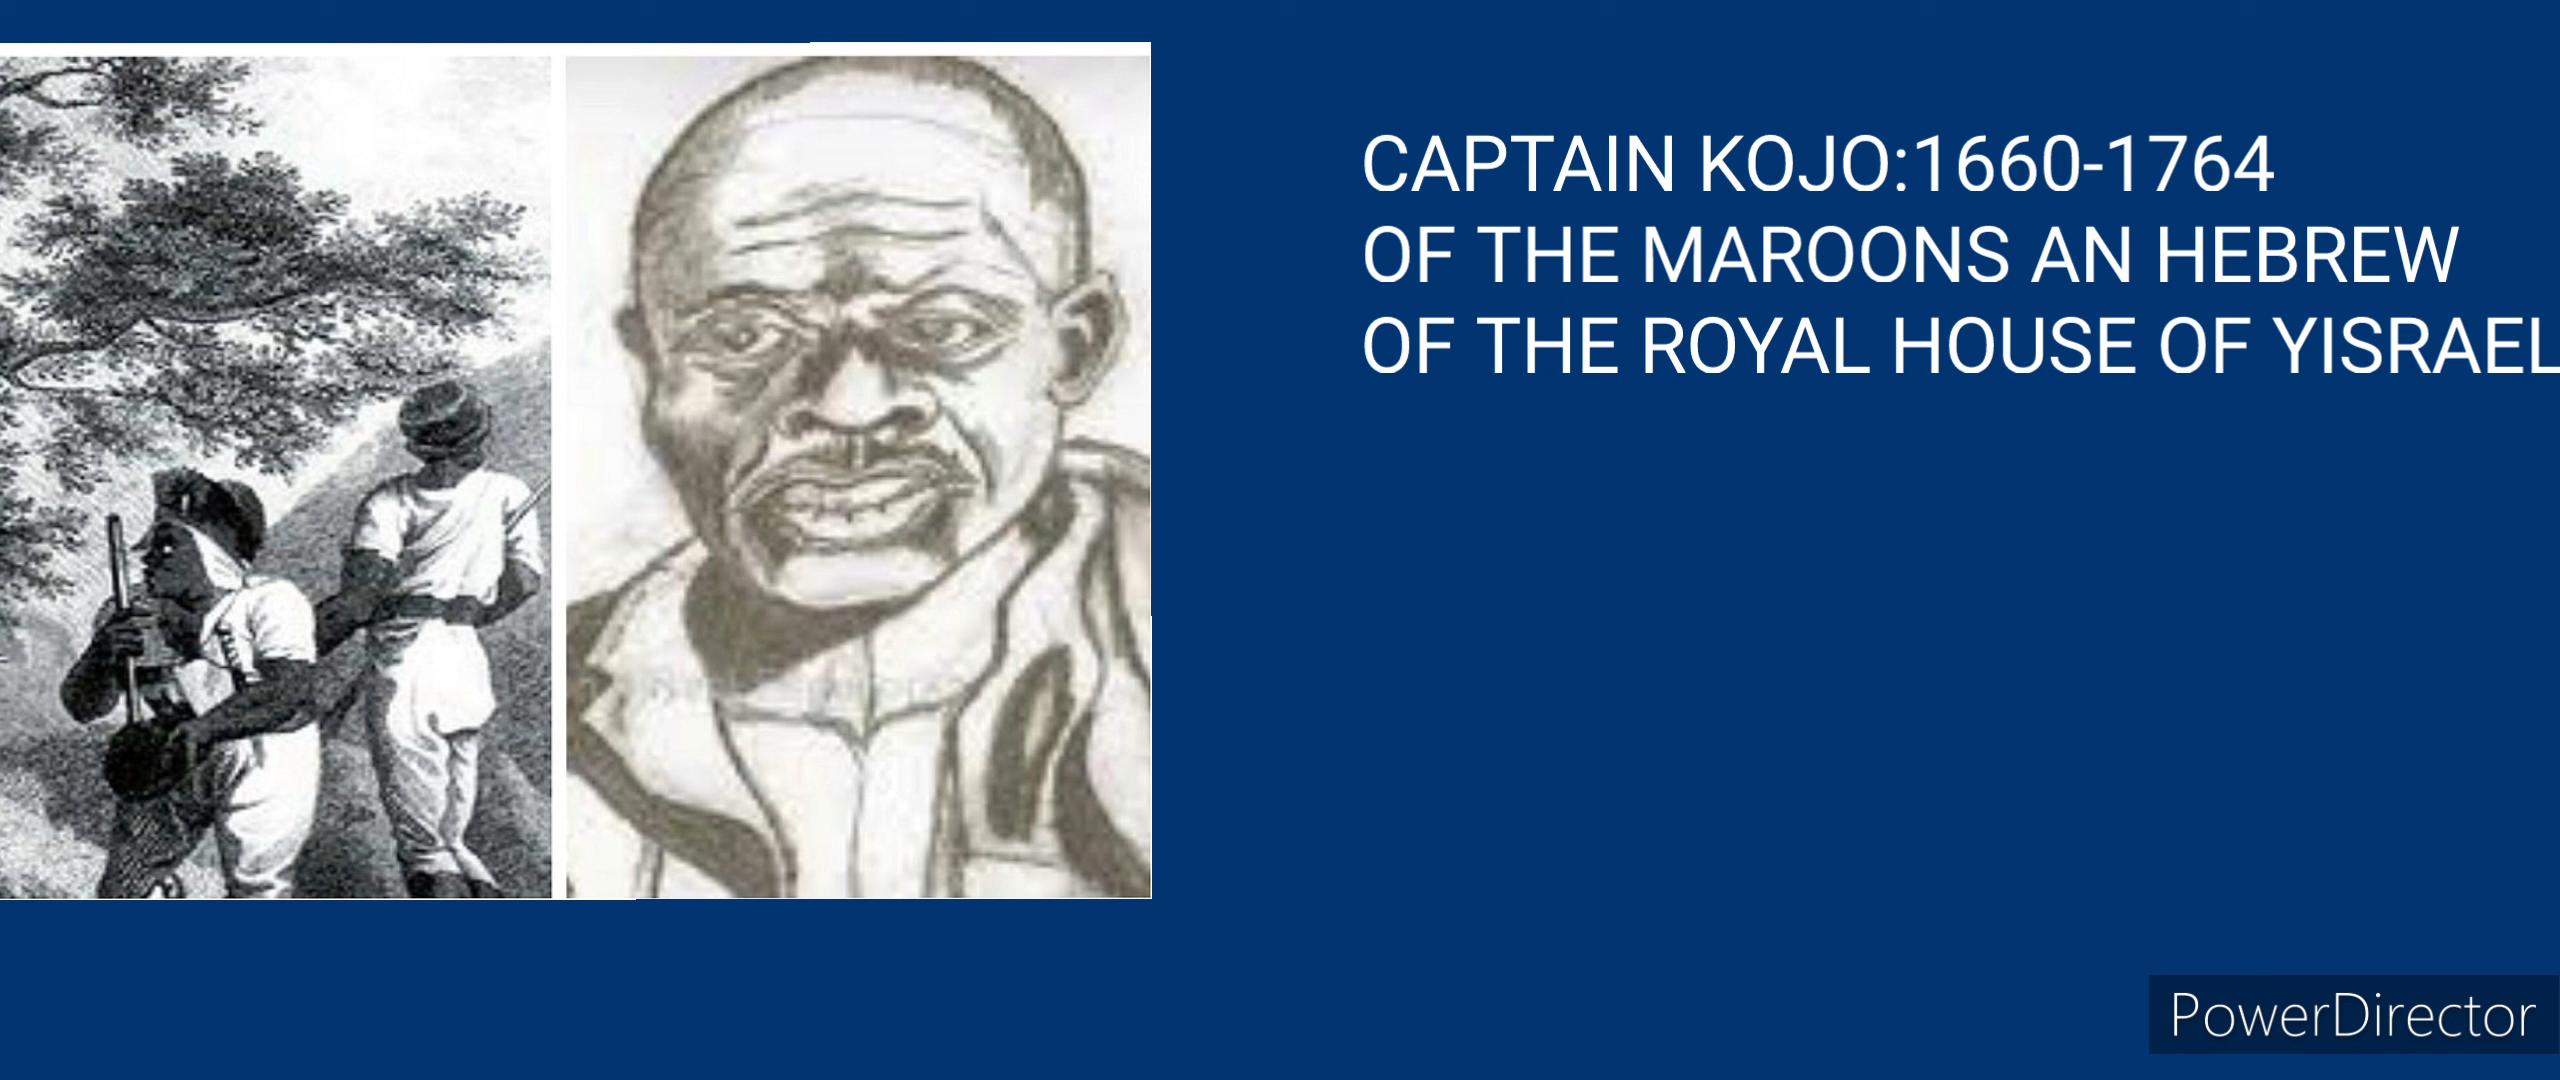 CAPTAIN KOJO:1660-1764
OF THE MAROONS AN HEBREW
OF THE ROYAL HOUSE OF YISRAEL
PowerDirector